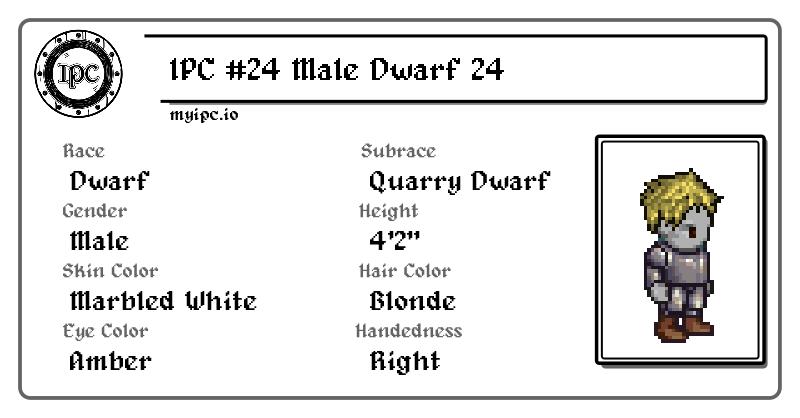 IPC
IPC #24 Male Dwarf 24
myipc.io
Race
Dwarf
Subrace
Quarry Dwarf
Gender
Male
Height
4'2"
Skin Color
Marbled White
Hair Color
Blonde
Eye Color
Amber
Handedness
Right